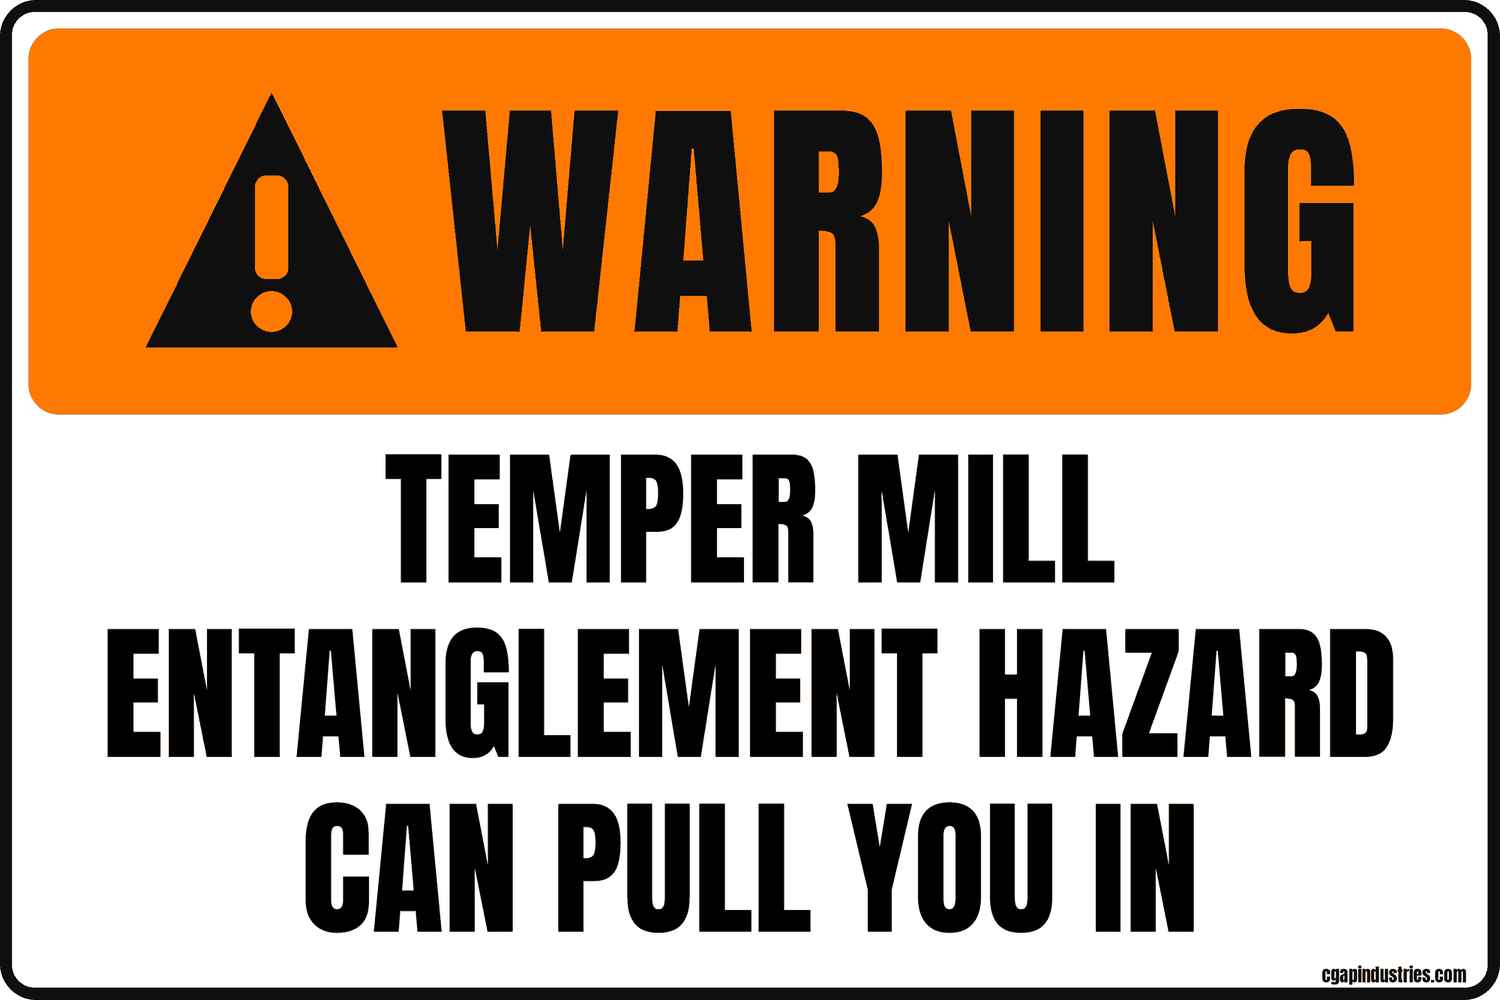 WARNING
TEMPER MILL
ENTANGLEMENT HAZARD
CAN PULL YOU IN
cgapindustries.com